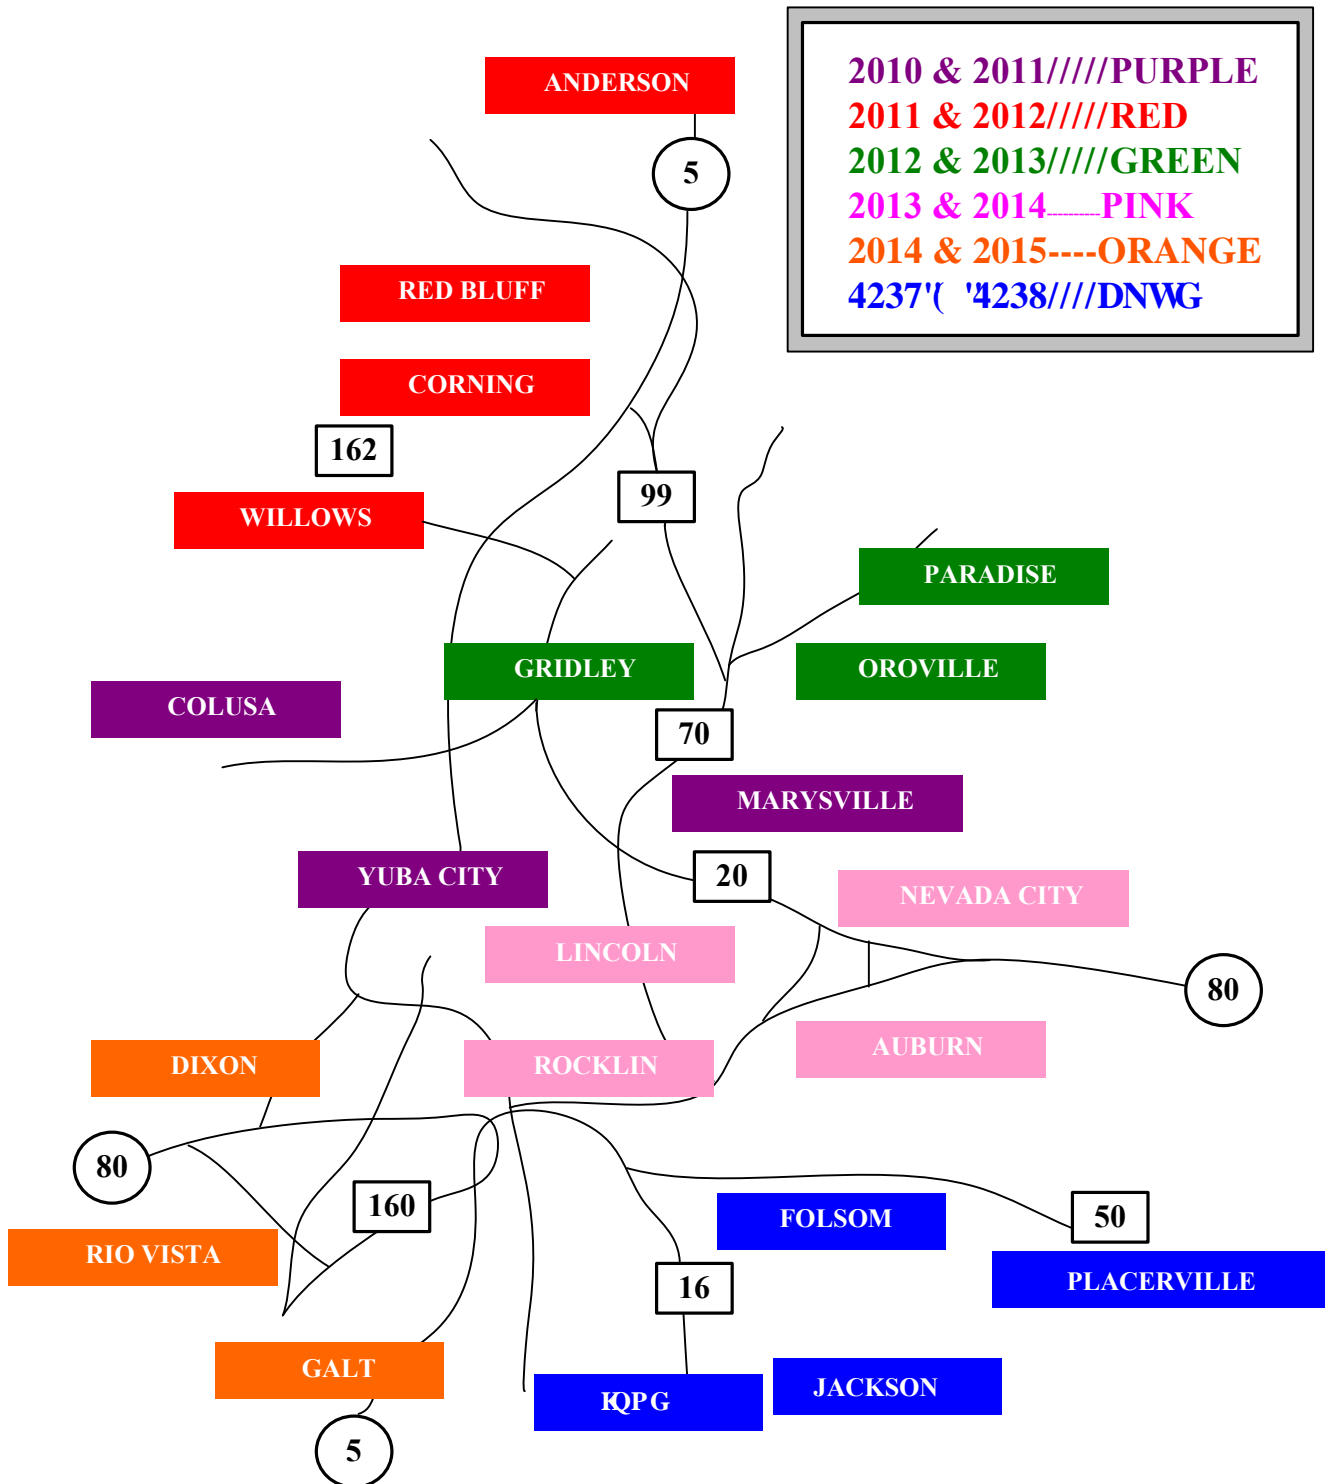 2010 & 2011/////PURPLE
2011 & 2012/////RED
2012 & 2013/////GREEN
2013 & 2014----------PINK
2014 & 2015----ORANGE
4237'( '4238////DNWG
ANDERSON
5
RED BLUFF
CORNING
162
99
WILLOWS
PARADISE
GRIDLEY
OROVILLE
COLUSA
70
MARYSVILLE
YUBA CITY
20
NEVADA CITY
LINCOLN
80
AUBURN
DIXON
ROCKLIN
80
160
FOLSOM
50
RIO VISTA
PLACERVILLE
16
GALT
JACKSON
KQPG
5